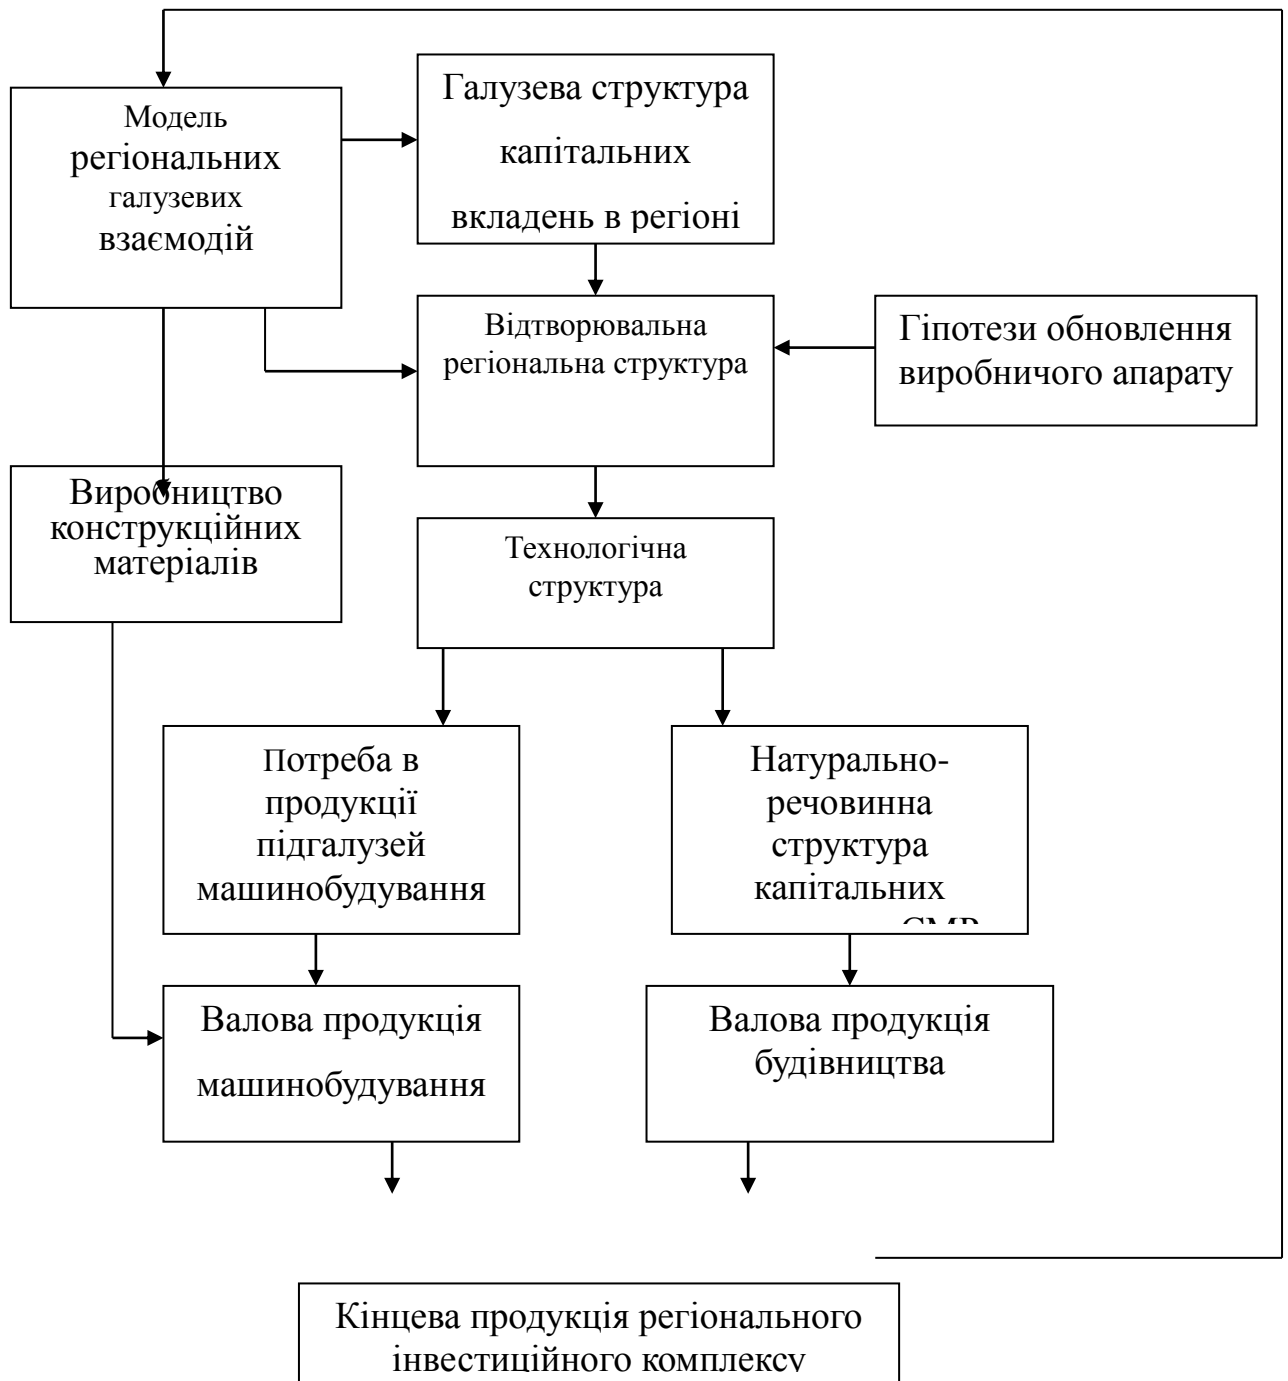 Модель
регіональних
галузевих
взаємодій
Галузева структура
капітальних
вкладень в регіоні
Відтворювальна
регіональна структура
Гіпотези обновлення
виробничого апарату
Виробництво
конструкційних
матеріалів
Технологічна
структура
Потреба в
продукції
підгалузей
машинобудування
Натурально-
речовинна
структура
капітальних
Валова продукція
машинобудування
Валова продукція
будівництва
Кінцева продукція регіонального
інвестиційного комплексу